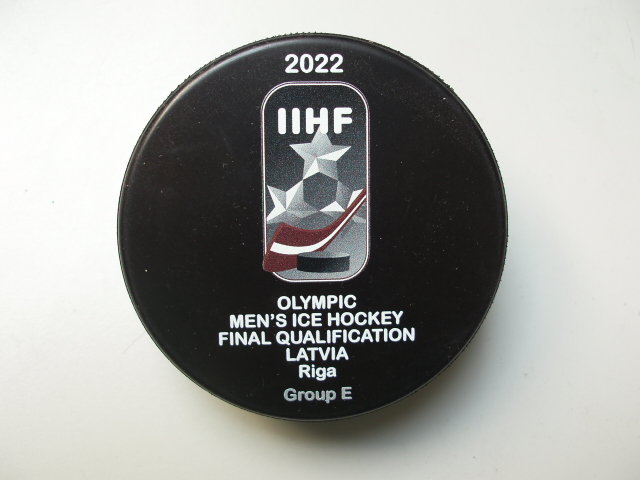 2022
IIHF
OLYMPIC
MEN'S ICE HOCKEY
FINAL QUALIFICATION
LATVIA
Riga
Group E